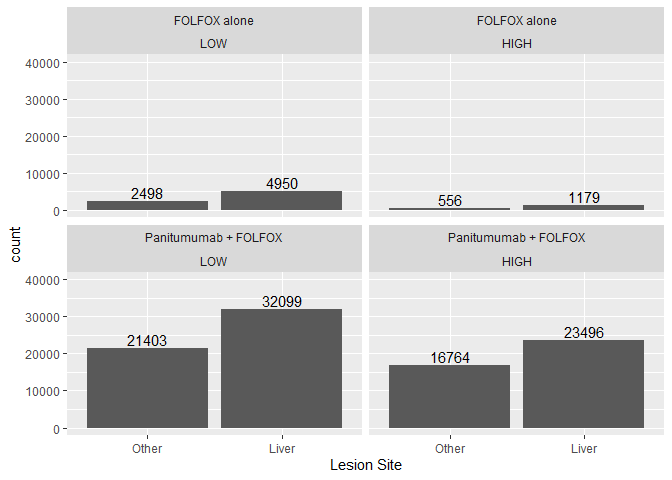 FOLFOX alone
LOW
FOLFOX alone
HIGH
40000
30000
20000
10000
0
2498
4950
556
1179
count
Panitumumab + FOLFOX
LOW
Panitumumab + FOLFOX
HIGH
40000
30000
20000
10000
0
21403
32099
16764
23496
Other
Liver
Other
Liver
Lesion Site